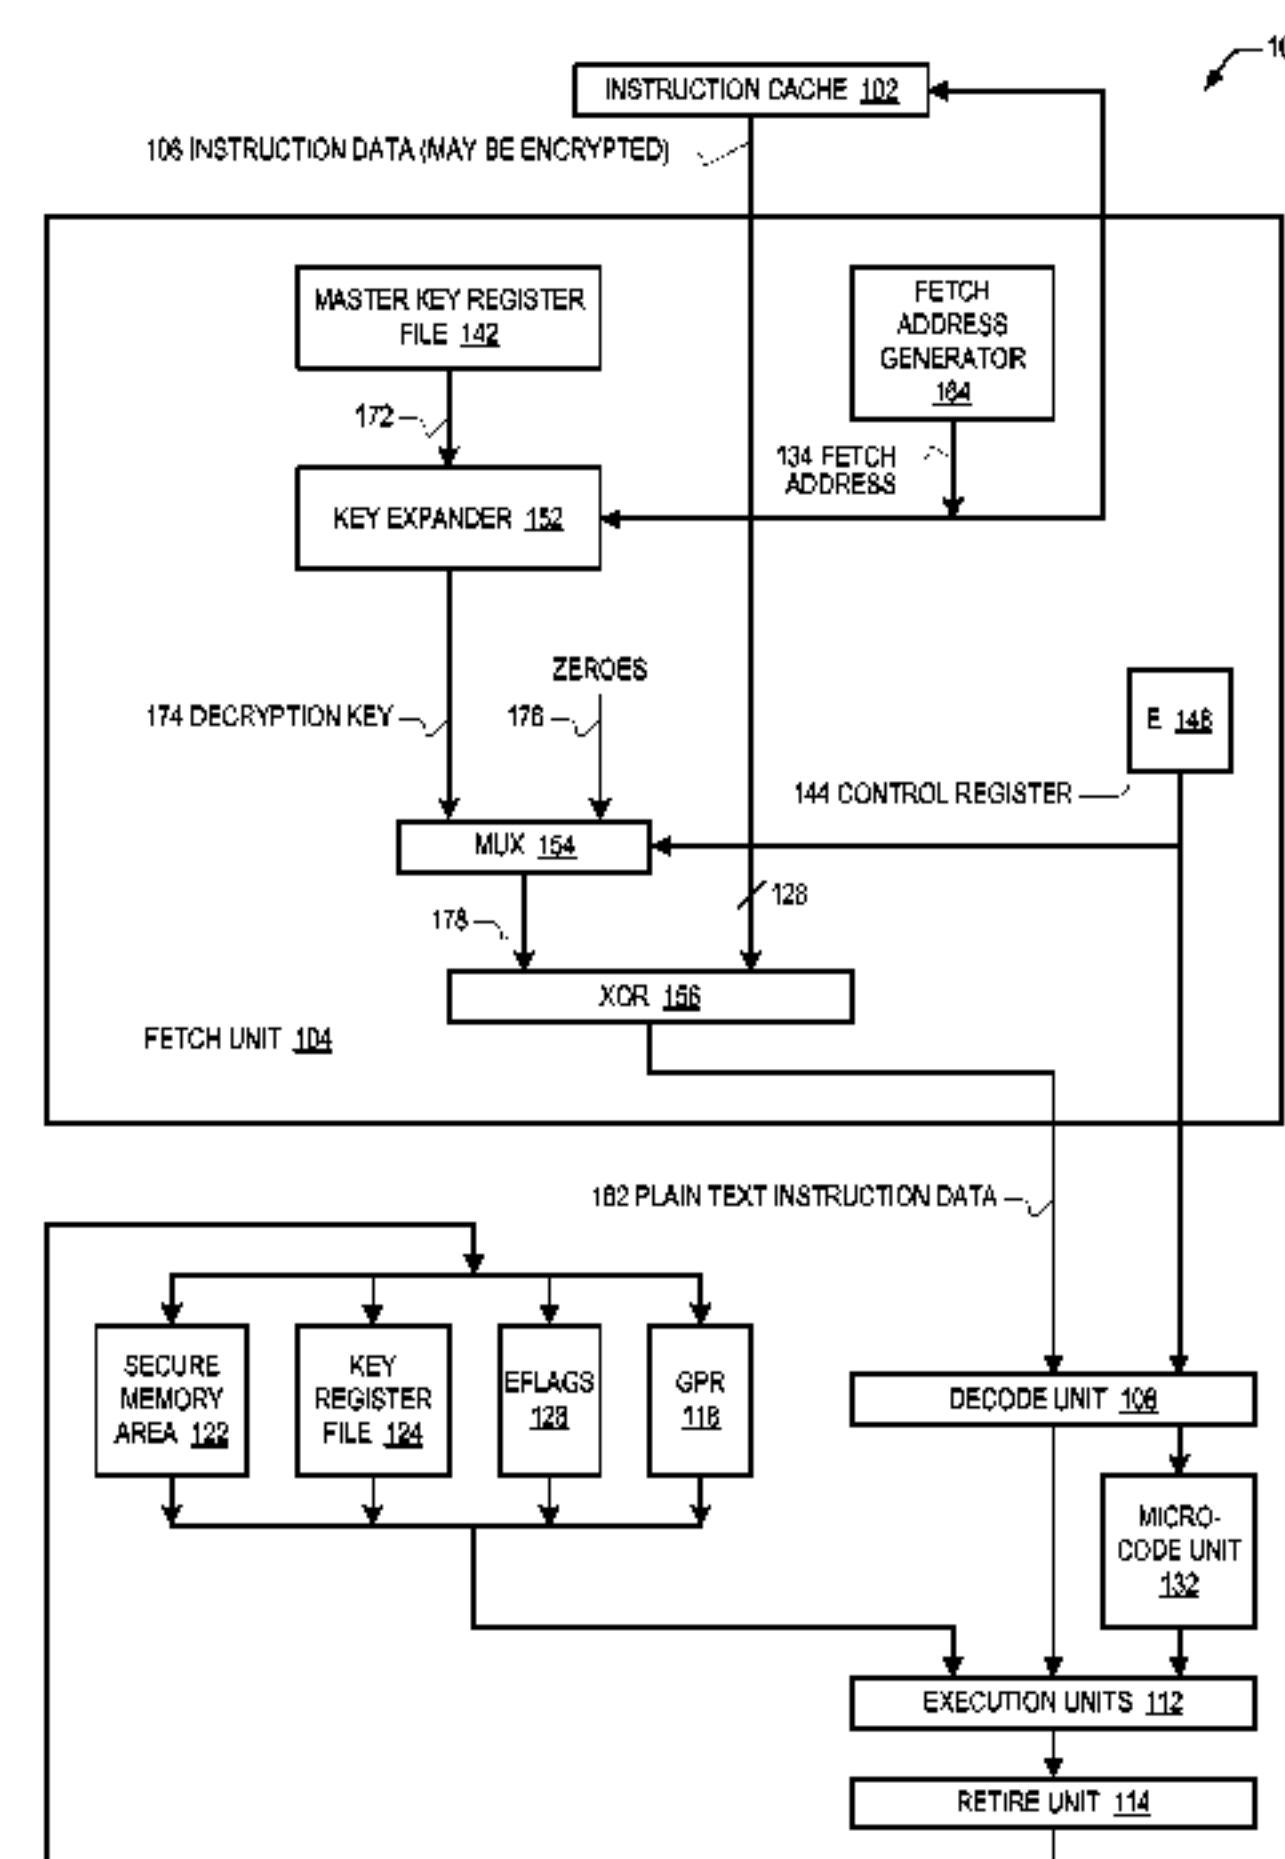 10
INSTRUCTION CACHE 102
106 INSTRUCTION DATA (MAY BE ENCRYPTED)
MASTER KEY REGISTER
FILE 142
FETCH
ADDRESS
GENERATOR
164
172
134 FETCH
ADDRESS
KEY EXPANDER 152
ZEROES
174 DECRYPTION KEY
176
E 148
144 CONTROL REGISTER
MUX 154
128
178
XOR 156
FETCH UNIT 104
162 PLAIN TEXT INSTRUCTION DATA
SECURE
MEMORY
AREA 122
KEY
REGISTER
FILE 124
EFLAGS
128
GPR
116
DECODE UNIT 108
MICRO-
CODE UNIT
132
EXECUTION UNITS 112
RETIRE UNIT 114